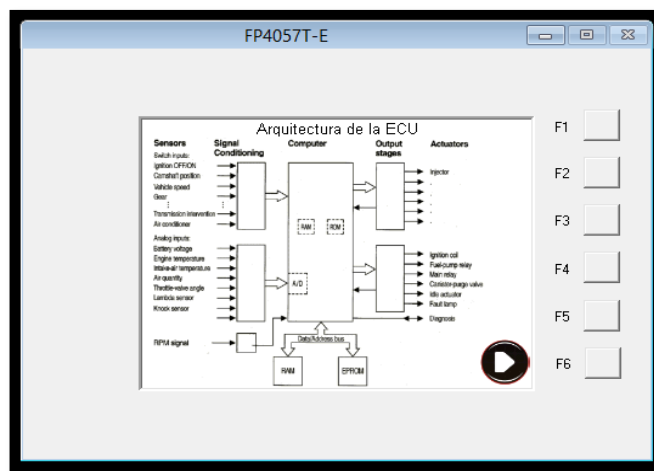 FP4057T-E
Arquitectura de la ECU
Sensors
Signal Conditioning
Computer
Output stages
Actuators
Switch inputs:
Ignition OFF/ON
Camshaft position
Vehicle speed
Gear
Transmission intervention
Air conditioner
Analog inputs:
Battery voltage
Engine temperature
Intake-air temperature
Air quantity
Throttle-valve angle
Lambda sensor
Knock sensor
RPM signal
RAM
ROM
A/D
Injector
Ignition coil
Fuel-pump relay
Main relay
Canister-purge valve
Idle actuator
Fault lamp
Diagnosis
Data/Address bus
RAM
EPROM
F1
F2
F3
F4
F5
F6